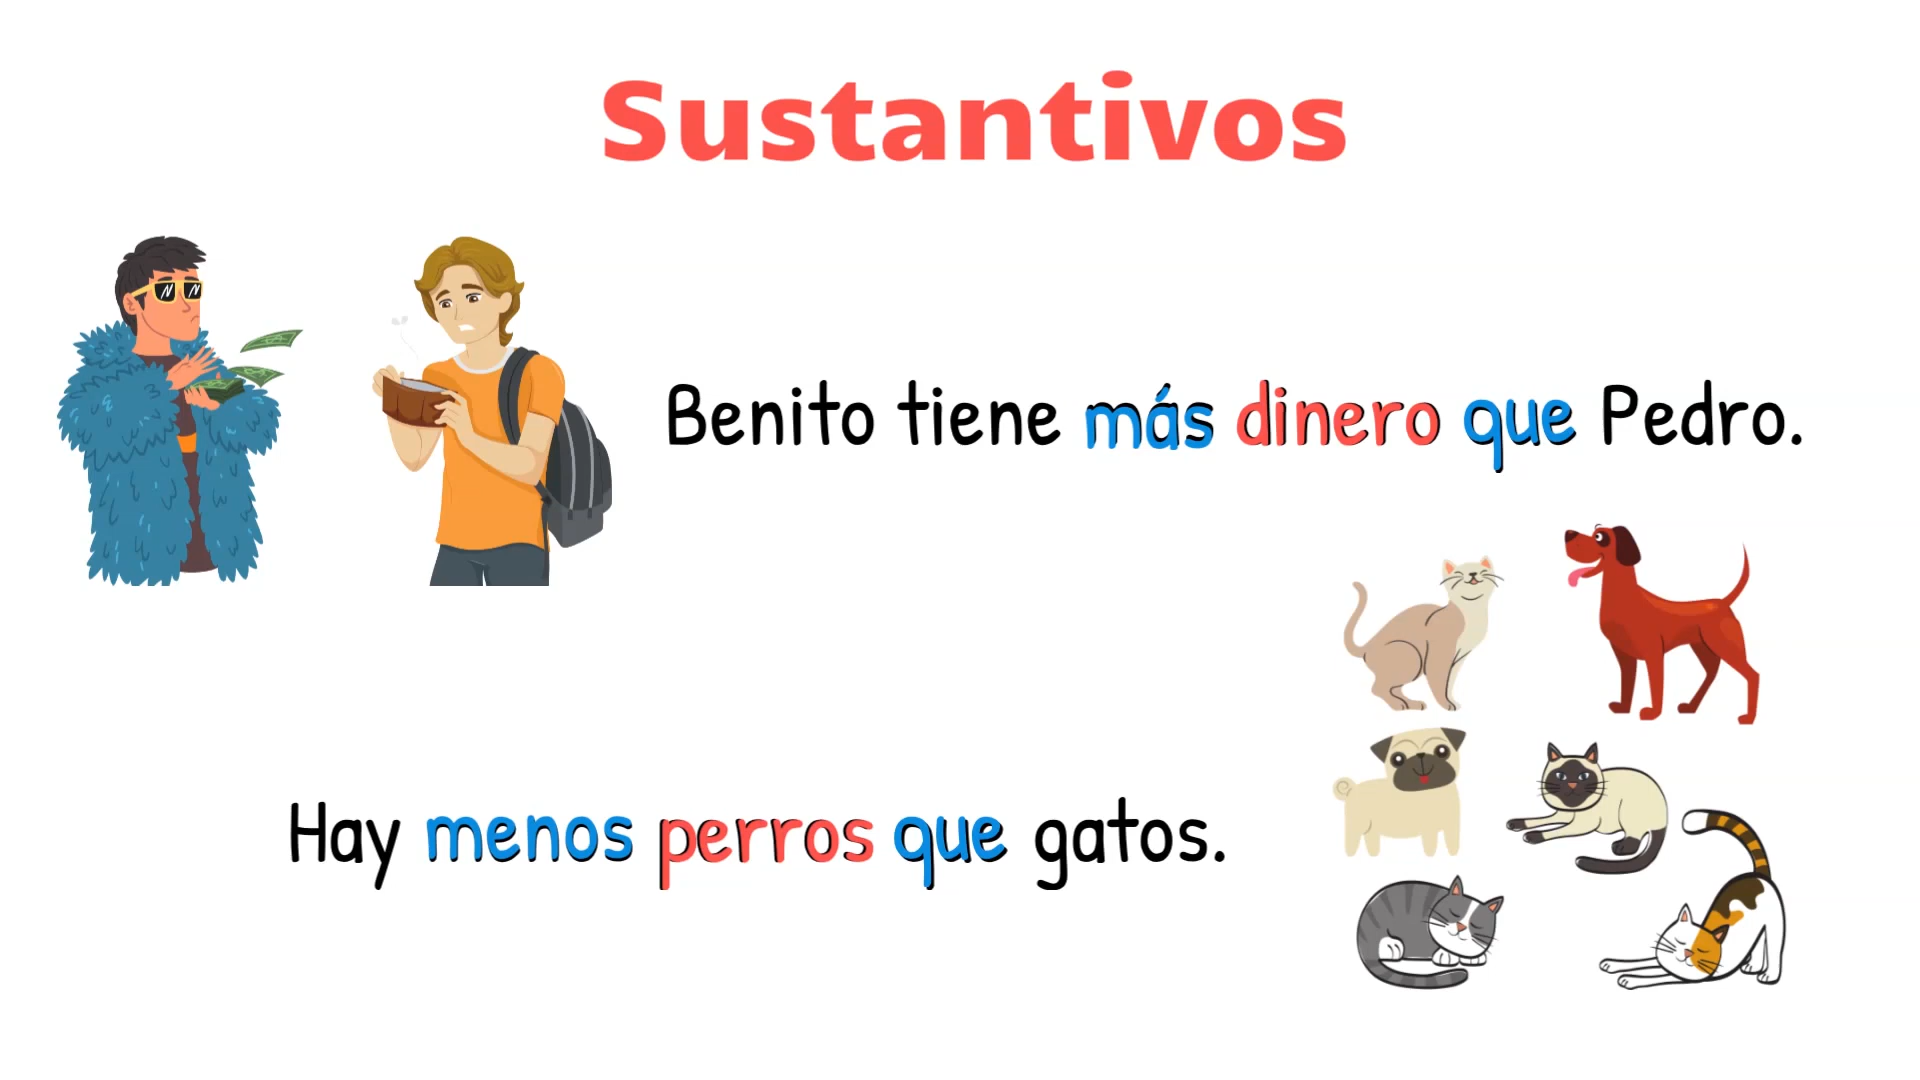 Sustantivos
Benito tiene más dinero que Pedro.
Hay menos perros que gatos.